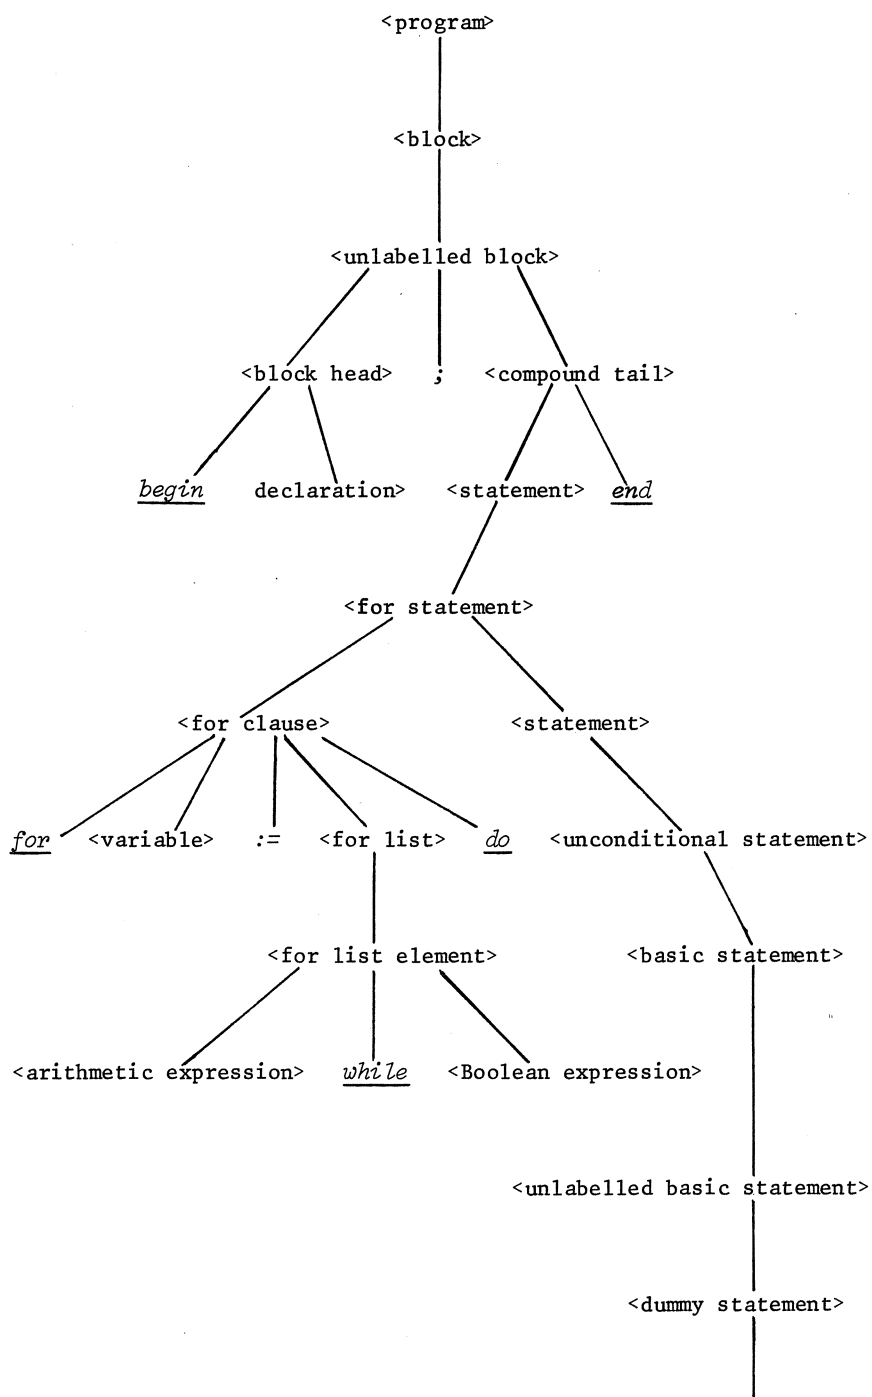 <program>
<block>
<unlabelled block>
<block head> ; <compound tail>
begin declaration> <statement> end
<for statement>
<for clause> <statement>
for <variable> := <for list> do <unconditional statement>
<for list element> <basic statement>
<arithmetic expression> while <Boolean expression>
<unlabelled basic statement>
<dummy statement>